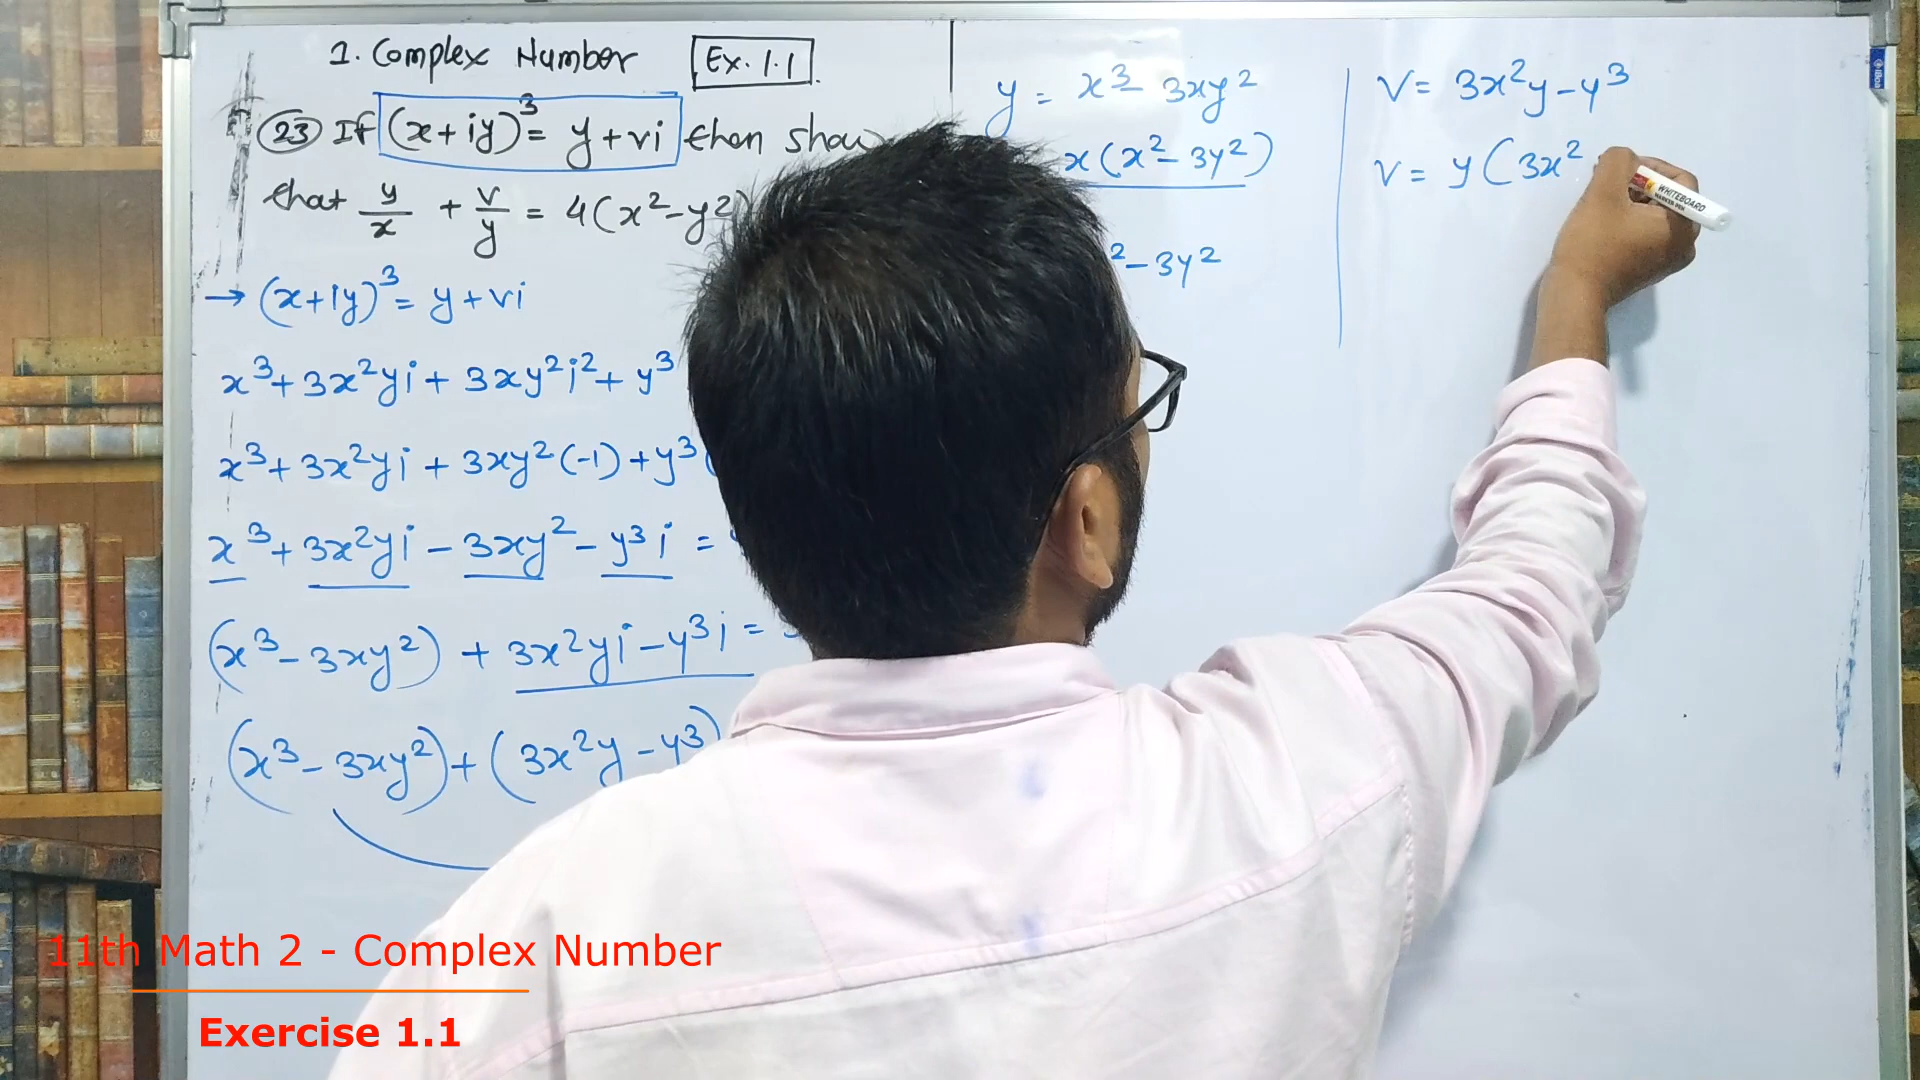 1. Complex Number Ex. 1.1
(23) If (x+iy)³ = y+vi then show
that y/x + v/y = 4(x²-y²)
→ (x+iy)³ = y+vi
x³+3x²yi+3xy²i²+y³
x³+3x²yi+3xy²(-1)+y³(
x³+3x²yi-3xy²-y³i =
(x³-3xy²)+3x²yi-y³i =
(x³-3xy²)+(3x²y-y³)
y = x³-3xy²
x(x²-3y²)
²-3y²
v = 3x²y-y³
v = y(3x²
WHITEBOARD
MARKER PEN
11th Math 2 - Complex Number
Exercise 1.1